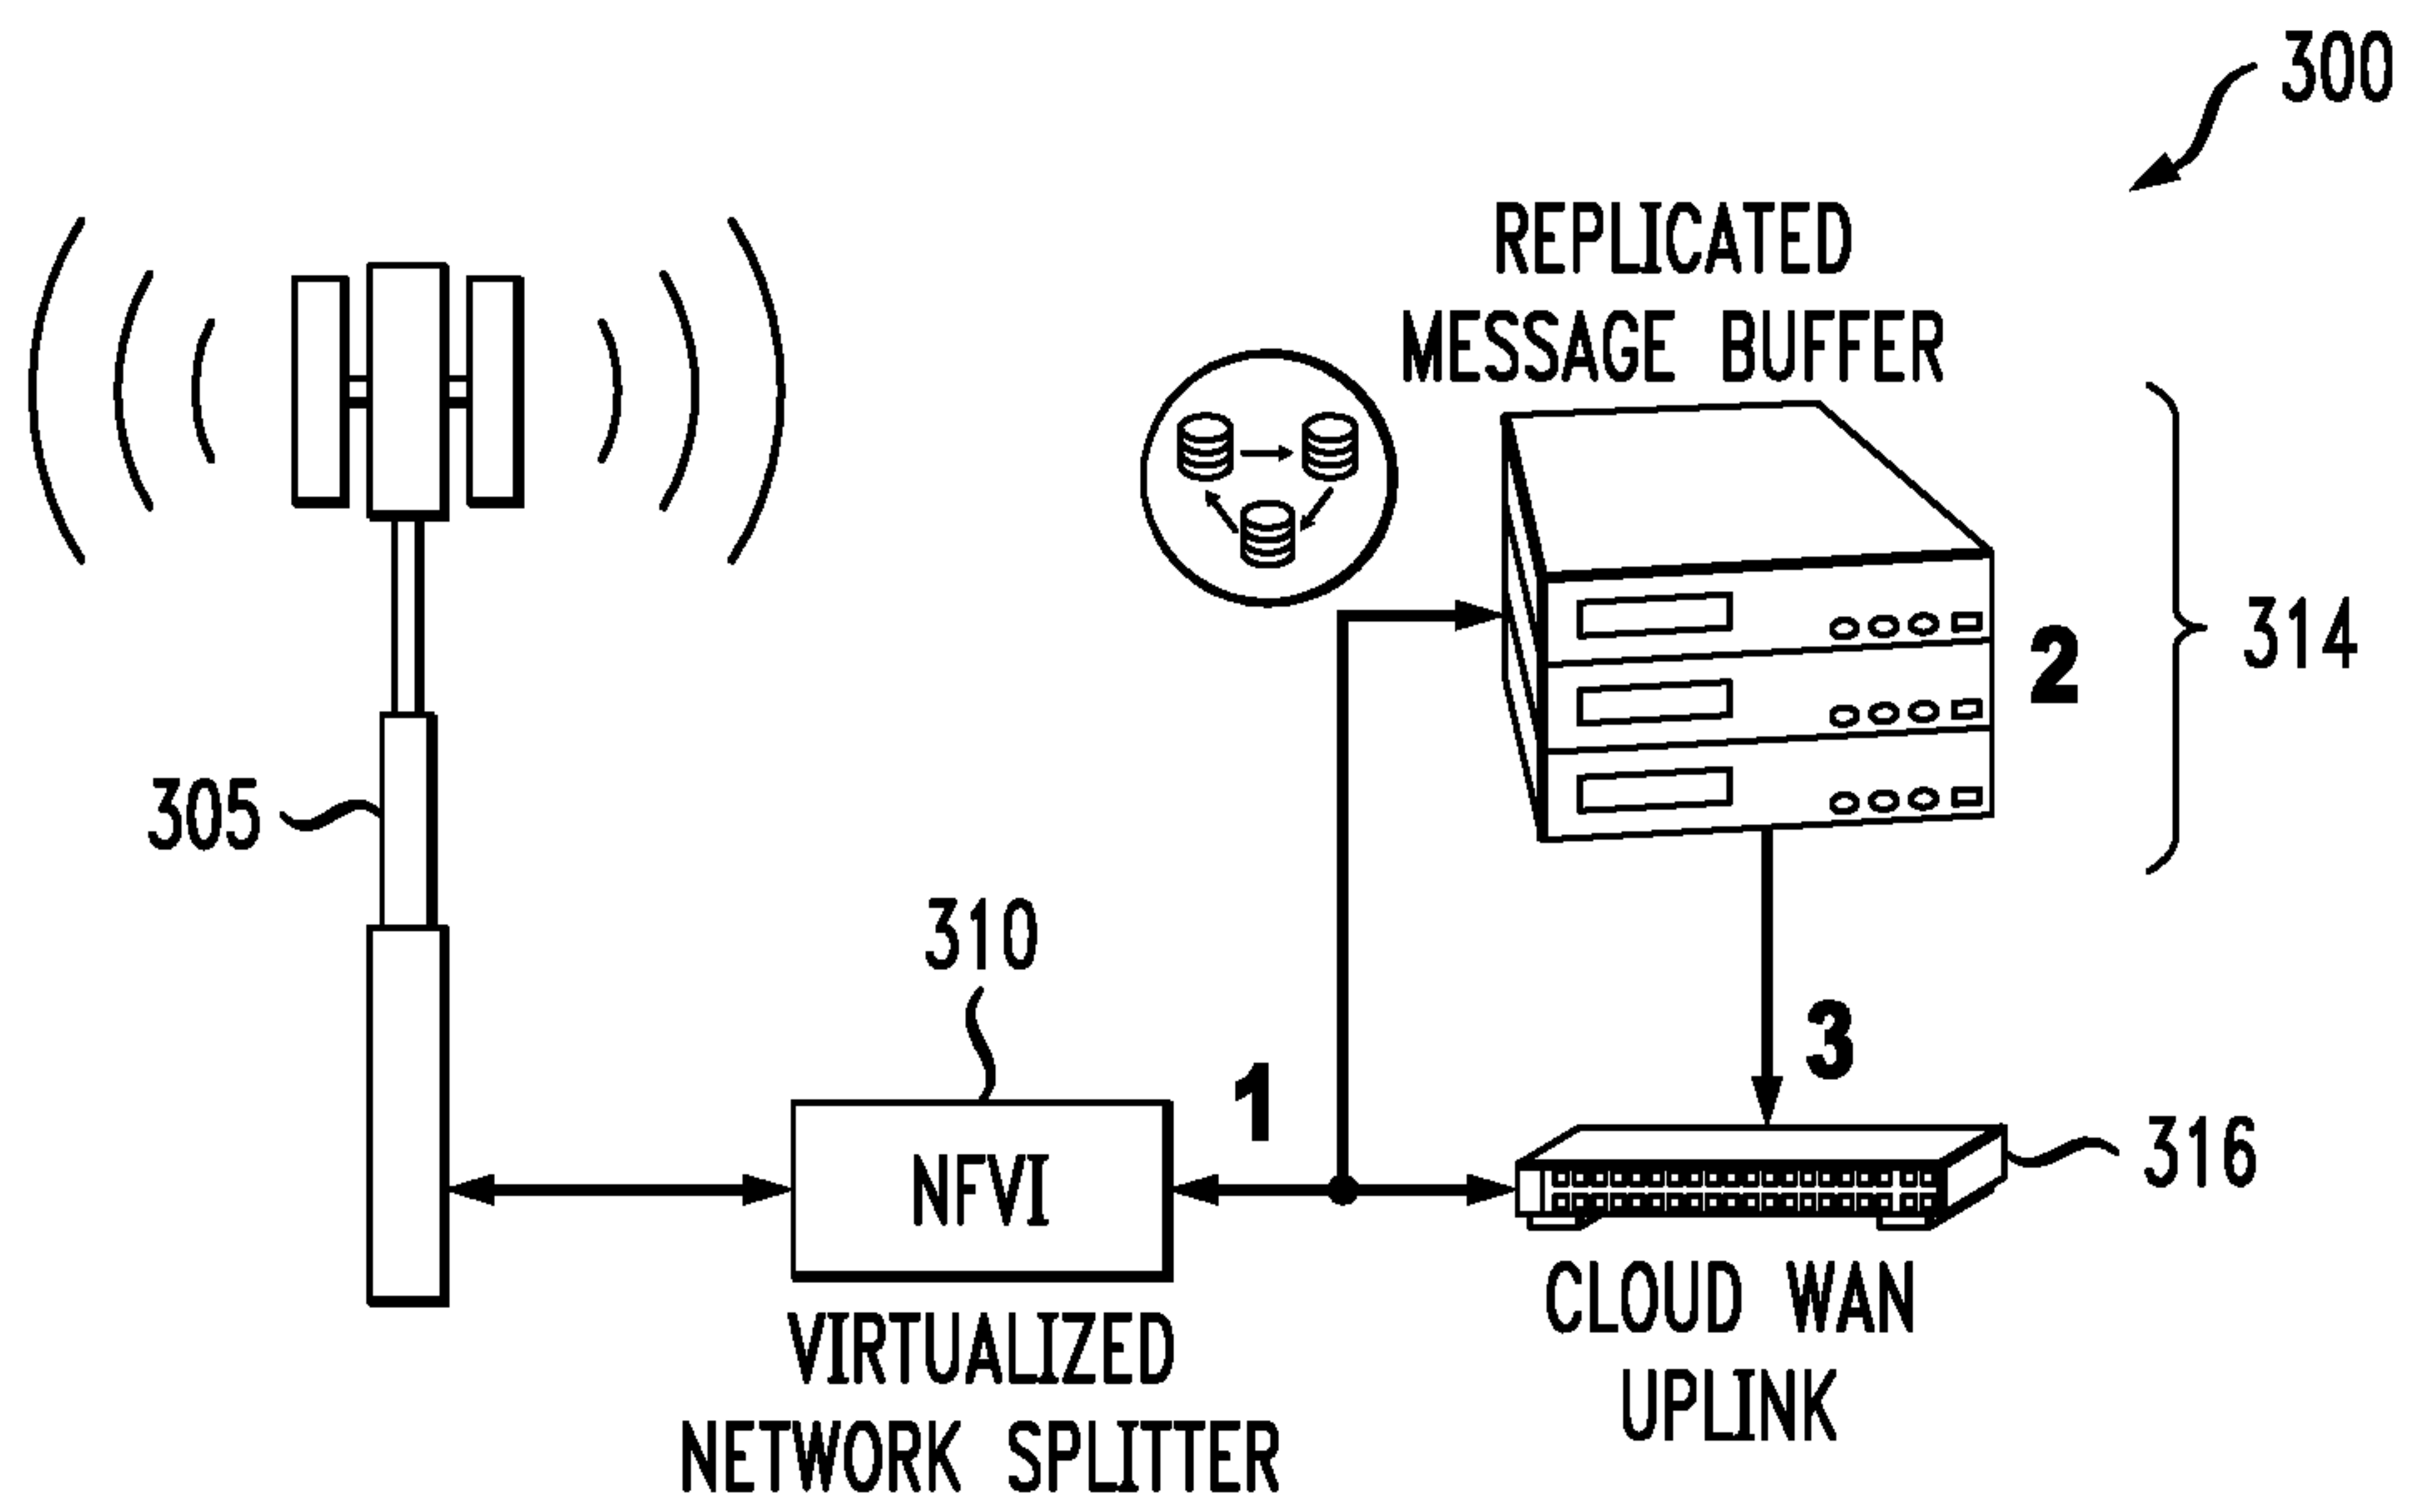 300
REPLICATED
MESSAGE BUFFER
314
2
305
310
3
1
316
NFVI
CLOUD WAN
UPLINK
VIRTUALIZED
NETWORK SPLITTER